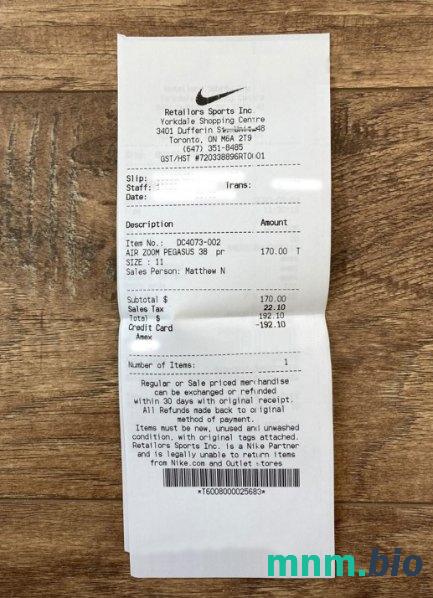 Retailors Sports Inc
Yorkdale Shopping Centre
3401 Dufferin St. Unit 48
Toronto, ON M6A 2T9
(647) 351-8485
GST/HST #720338896RT0001
Slip:
Staff: Trans:
Date:
Description Amount
Item No.: DC4073-002
AIR ZOOM PEGASUS 38 pr 170.00 T
SIZE : 11
Sales Person: Matthew N
Subtotal $ 170.00
Sales Tax 22.10
Total $ 192.10
Credit Card -192.10
Amex
Number of Items: 1
Regular or Sale priced merchandise
can be exchanged or refunded
within 30 days with original receipt.
All Refunds made back to original
method of payment.
Items must be new, unused and unwashed
condition, with original tags attached.
Retailors Sports Inc. is a Nike Partner
and is legally unable to return items
from Nike.com and Outlet stores
*T6008000025683*
mnm.bio